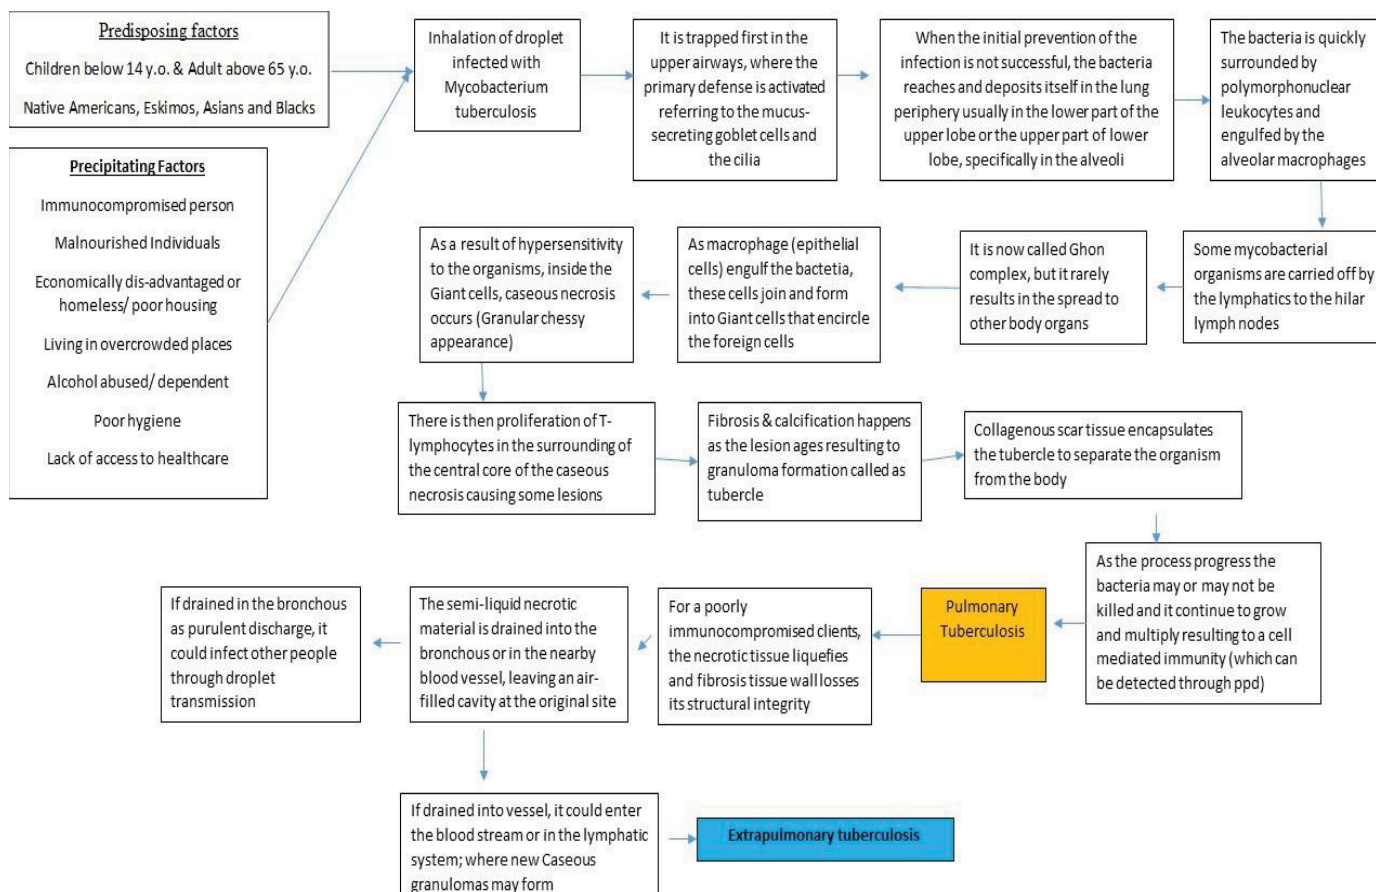 Predisposing factors
Children below 14 y.o. & Adult above 65 y.o.
Native Americans, Eskimos, Asians and Blacks
Precipitating Factors
Immunocompromised person
Malnourished Individuals
Economically dis-advantaged or
homeless/ poor housing
Living in overcrowded places
Alcohol abused/ dependent
Poor hygiene
Lack of access to healthcare
Inhalation of droplet
infected with
Mycobacterium
tuberculosis
It is trapped first in the
upper airways, where the
primary defense is activated
referring to the mucus-
secreting goblet cells and
the cilia
When the initial prevention of the
infection is not successful, the bacteria
reaches and deposits itself in the lung
periphery usually in the lower part of the
upper lobe or the upper part of lower
lobe, specifically in the alveoli
The bacteria is quickly
surrounded by
polymorphonuclear
leukocytes and
engulfed by the
alveolar macrophages
Some mycobacterial
organisms are carried off by
the lymphatics to the hilar
lymph nodes
It is now called Ghon
complex, but it rarely
results in the spread to
other body organs
As macrophage (epithelial
cells) engulf the bactetia,
these cells join and form
into Giant cells that encircle
the foreign cells
As a result of hypersensitivity
to the organisms, inside the
Giant cells, caseous necrosis
occurs (Granular chessy
appearance)
There is then proliferation of T-
lymphocytes in the surrounding of
the central core of the caseous
necrosis causing some lesions
Fibrosis & calcification happens
as the lesion ages resulting to
granuloma formation called as
tubercle
Collagenous scar tissue encapsulates
the tubercle to separate the organism
from the body
As the process progress the
bacteria may or may not be
killed and it continue to grow
and multiply resulting to a cell
mediated immunity (which can
be detected through ppd)
Pulmonary
Tuberculosis
For a poorly
immunocompromised clients,
the necrotic tissue liquefies
and fibrosis tissue wall losses
its structural integrity
The semi-liquid necrotic
material is drained into the
bronchous or in the nearby
blood vessel, leaving an air-
filled cavity at the original site
If drained in the bronchous
as purulent discharge, it
could infect other people
through droplet
transmission
If drained into vessel, it could enter
the blood stream or in the lymphatic
system; where new Caseous
granulomas may form
Extrapulmonary tuberculosis